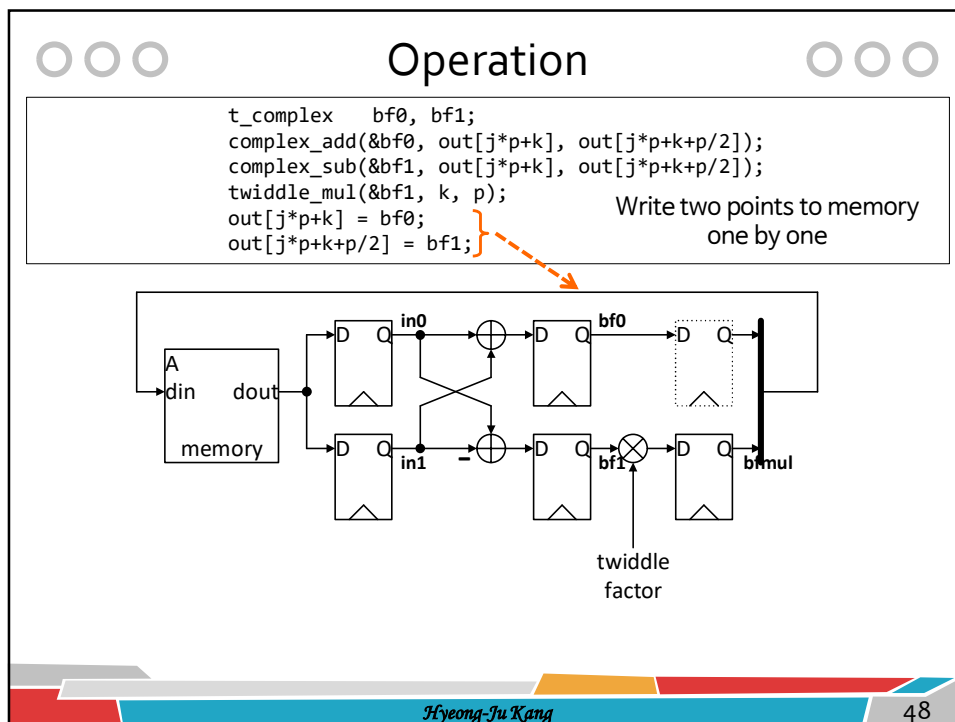 Operation
t_complex bf0, bf1;
complex_add(&bf0, out[j*p+k], out[j*p+k+p/2]);
complex_sub(&bf1, out[j*p+k], out[j*p+k+p/2]);
twiddle_mul(&bf1, k, p);
out[j*p+k] = bf0;
out[j*p+k+p/2] = bf1;
Write two points to memory
one by one
A
din dout
memory
D Q in0
D Q bf0
D Q
D Q in1
-
D Q bf1
D Q bfmul
twiddle
factor
Hyeong-Ju Kang
48